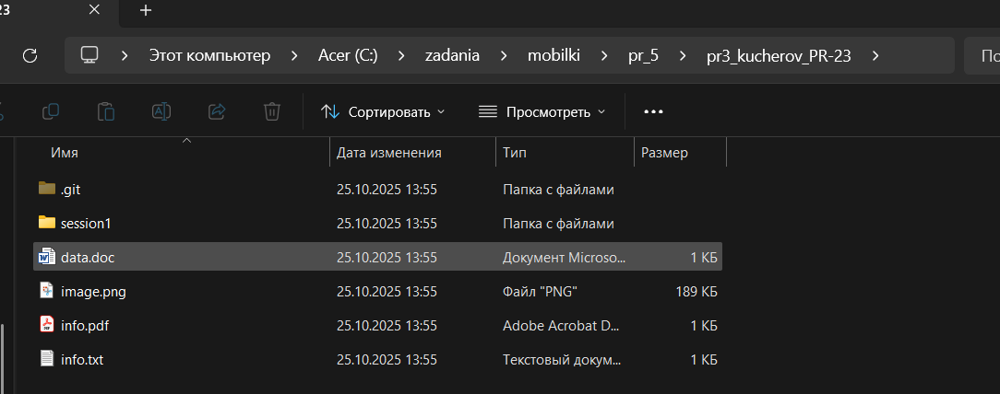 23
Этот компьютер Acer (C:) zadania mobilki pr_5 pr3_kucherov_PR-23 По
Сортировать Просмотреть
Имя Дата изменения Тип Размер
.git 25.10.2025 13:55 Папка с файлами
session1 25.10.2025 13:55 Папка с файлами
data.doc 25.10.2025 13:55 Документ Microso... 1 КБ
image.png 25.10.2025 13:55 Файл "PNG" 189 КБ
info.pdf 25.10.2025 13:55 Adobe Acrobat D... 1 КБ
info.txt 25.10.2025 13:55 Текстовый докум... 1 КБ